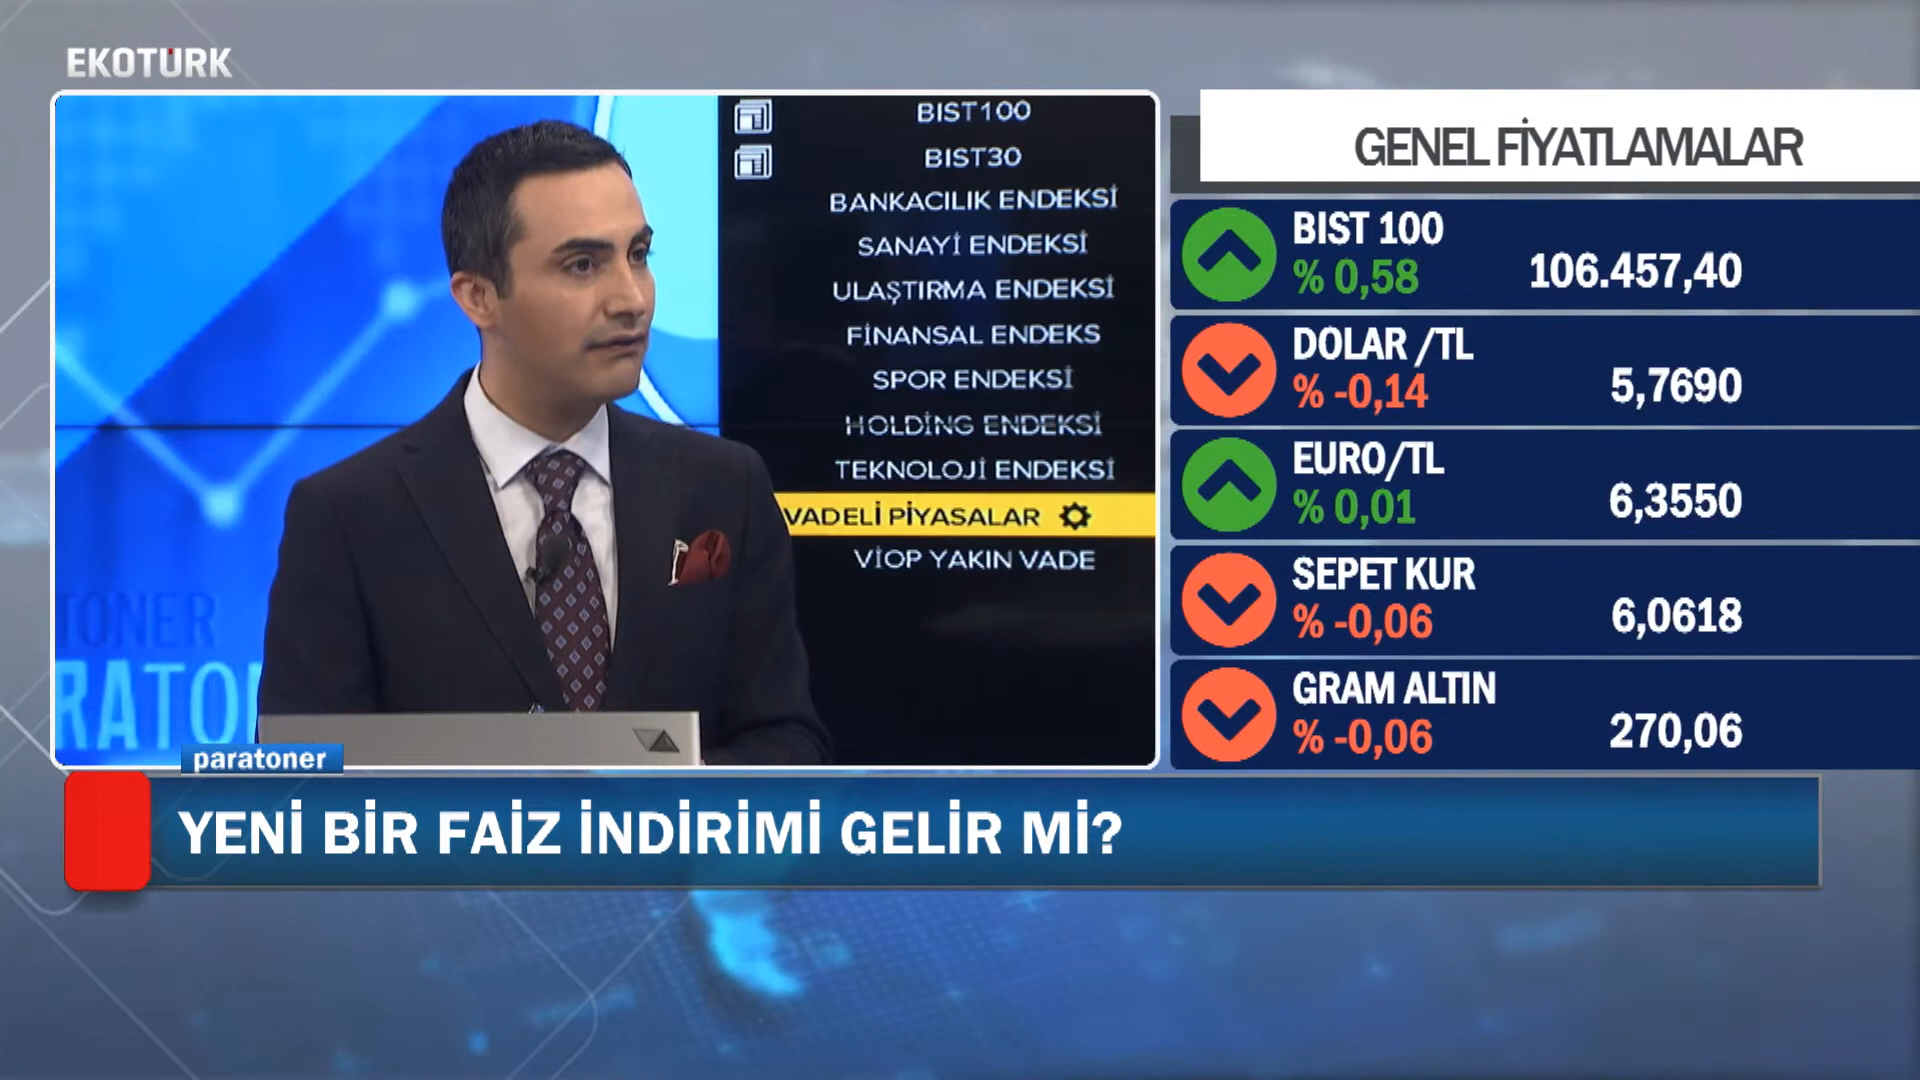 EKOTÜRK
BIST100
BIST30
BANKACILIK ENDEKSİ
SANAYİ ENDEKSİ
ULAŞTIRMA ENDEKSİ
FİNANSAL ENDEKS
SPOR ENDEKSİ
HOLDİNG ENDEKSİ
TEKNOLOJİ ENDEKSİ
VADELİ PİYASALAR
VİOP YAKIN VADE
TONER
RATO
GENEL FİYATLAMALAR
BIST 100
% 0,58 106.457,40
DOLAR /TL
% -0,14 5,7690
EURO/TL
% 0,01 6,3550
SEPET KUR
% -0,06 6,0618
GRAM ALTIN
% -0,06 270,06
paratoner
YENİ BİR FAİZ İNDİRİMİ GELİR Mİ?